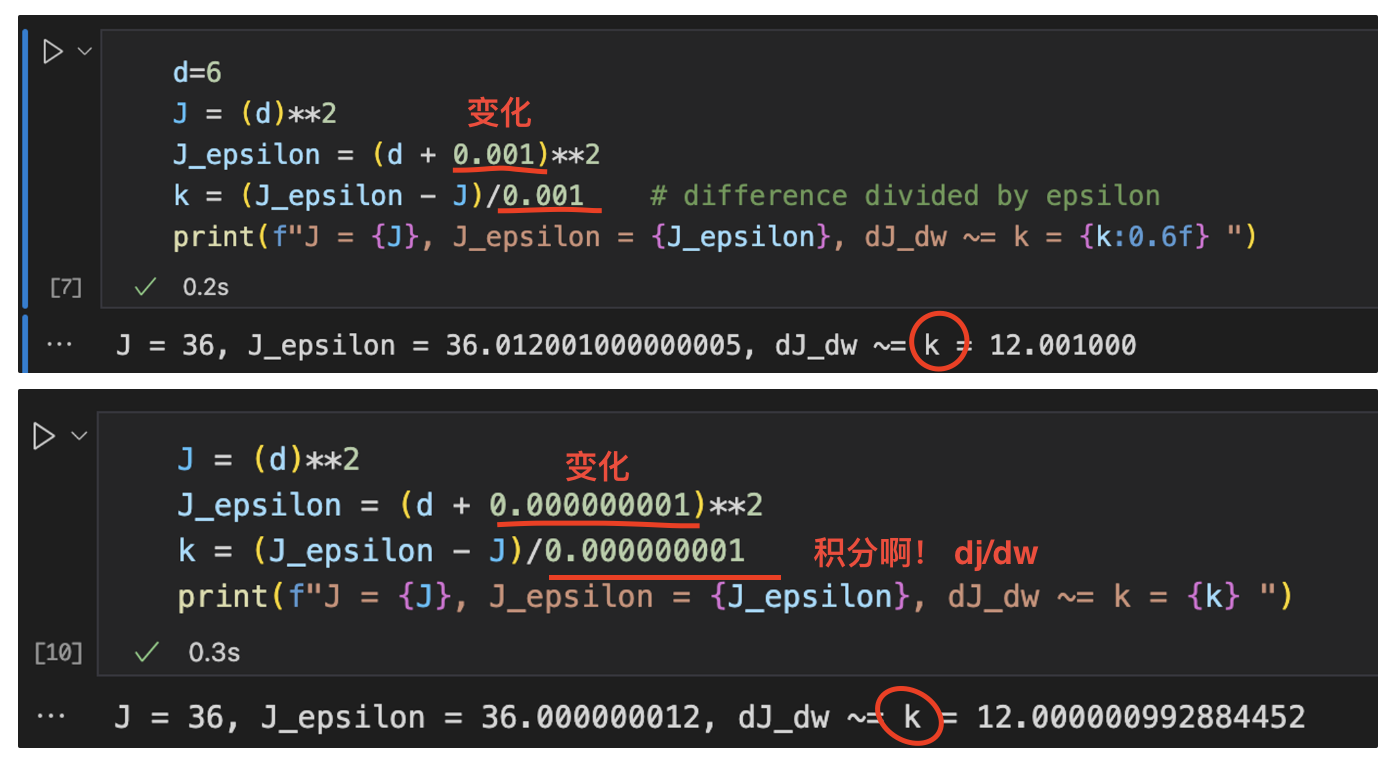 d=6
J = (d)**2 变化
J_epsilon = (d + 0.001)**2
k = (J_epsilon - J)/0.001 # difference divided by epsilon
print(f"J = {J}, J_epsilon = {J_epsilon}, dJ_dw ~= k = {k:0.6f} ")
[7] ✓ 0.2s
... J = 36, J_epsilon = 36.012001000000005, dJ_dw ~= k = 12.001000
J = (d)**2 变化
J_epsilon = (d + 0.000000001)**2
k = (J_epsilon - J)/0.000000001 积分啊! dj/dw
print(f"J = {J}, J_epsilon = {J_epsilon}, dJ_dw ~= k = {k} ")
[10] ✓ 0.3s
... J = 36, J_epsilon = 36.000000012, dJ_dw ~= k = 12.000000992884452